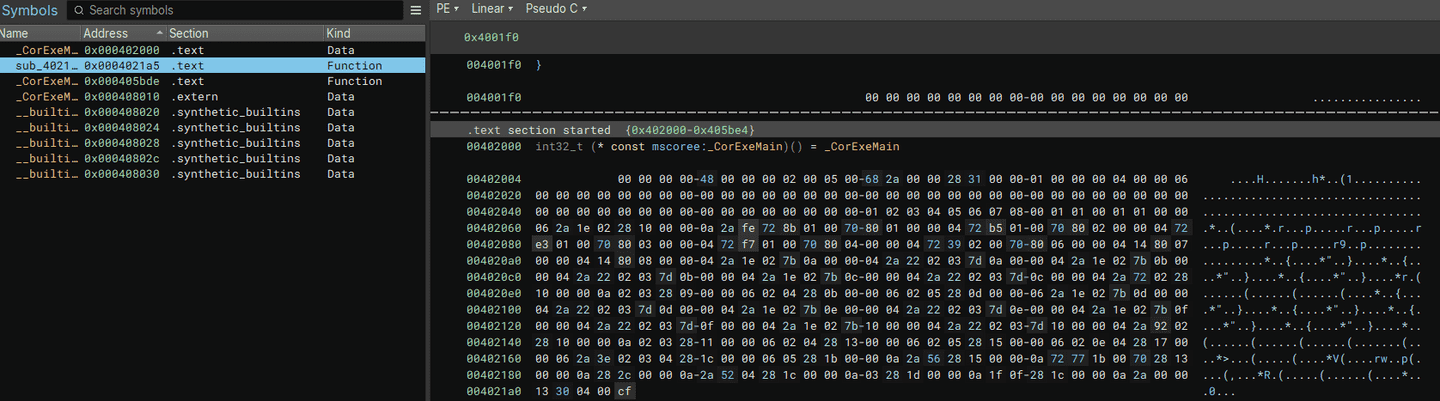 Symbols
Search symbols
Name Address Section Kind
_CorExeM… 0x000402000 .text Data
sub_4021… 0x0004021a5 .text Function
_CorExeM… 0x000405bde .text Function
_CorExeM… 0x000408010 .extern Data
__builti… 0x000408020 .synthetic_builtins Data
__builti… 0x000408024 .synthetic_builtins Data
__builti… 0x000408028 .synthetic_builtins Data
__builti… 0x00040802c .synthetic_builtins Data
__builti… 0x000408030 .synthetic_builtins Data
PE Linear Pseudo C
0x4001f0
004001f0 }
004001f0 00 00 00 00 00 00 00 00-00 00 00 00 00 00 00 00 ................
.text section started {0x402000-0x405be4}
00402000 int32_t (* const mscoree:_CorExeMain)() = _CorExeMain
00402004 00 00 00 00-48 00 00 00 02 00 05 00-68 2a 00 00 28 31 00 00-01 00 00 00 04 00 00 06 ....H.......h*..(1..........
00402020 00 00 00 00 00 00 00 00-00 00 00 00 00 00 00 00-00 00 00 00 00 00 00 00-00 00 00 00 00 00 00 00 ................................
00402040 00 00 00 00 00 00 00 00-00 00 00 00 00 00 00 00-01 02 03 04 05 06 07 08-00 01 01 00 01 01 00 00 ................................
00402060 06 2a 1e 02 28 10 00 00-0a 2a fe 72 8b 01 00 70-80 01 00 00 04 72 b5 01-00 70 80 02 00 00 04 72 .*..(....*.r...p.....r...p.....r
00402080 e3 01 00 70 80 03 00 00-04 72 f7 01 00 70 80 04-00 00 04 72 39 02 00 70-80 06 00 00 04 14 80 07 ...p.....r...p.....r9..p........
004020a0 00 00 04 14 80 08 00 00-04 2a 1e 02 7b 0a 00 00-04 2a 22 02 03 7d 0a 00-00 04 2a 1e 02 7b 0b 00 .........*..{....*"..}....*..{..
004020c0 00 04 2a 22 02 03 7d 0b-00 00 04 2a 1e 02 7b 0c-00 00 04 2a 22 02 03 7d-0c 00 00 04 2a 72 02 28 ..*"..}....*..{....*"..}....*r.(
004020e0 10 00 00 0a 02 03 28 09-00 00 06 02 04 28 0b 00-00 06 02 05 28 0d 00 00-06 2a 1e 02 7b 0d 00 00 ......(......(......(....*..{...
00402100 04 2a 22 02 03 7d 0d 00-00 04 2a 1e 02 7b 0e 00-00 04 2a 22 02 03 7d 0e-00 00 04 2a 1e 02 7b 0f .*"..}....*..{....*"..}....*..{.
00402120 00 00 04 2a 22 02 03 7d-0f 00 00 04 2a 1e 02 7b-10 00 00 04 2a 22 02 03-7d 10 00 00 04 2a 92 02 ...*"..}....*..{....*"..}....*..
00402140 28 10 00 00 0a 02 03 28-11 00 00 06 02 04 28 13-00 00 06 02 05 28 15 00-00 06 02 0e 04 28 17 00 (......(......(......(.......(..
00402160 00 06 2a 3e 02 03 04 28-1c 00 00 06 05 28 1b 00-00 0a 2a 56 28 15 00 00-0a 72 77 1b 00 70 28 13 ..*>...(.....(....*V(....rw..p(.
00402180 00 00 0a 28 2c 00 00 0a-2a 52 04 28 1c 00 00 0a-03 28 1d 00 00 0a 1f 0f-28 1c 00 00 0a 2a 00 00 ...(,...*R.(.....(......(....*..
004021a0 13 30 04 00 cf .0...